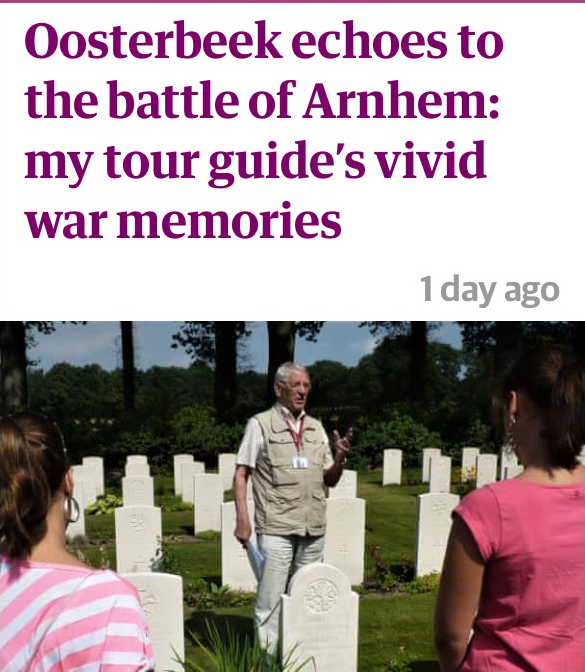 Oosterbeek echoes to
the battle of Arnhem:
my tour guide's vivid
war memories
1 day ago